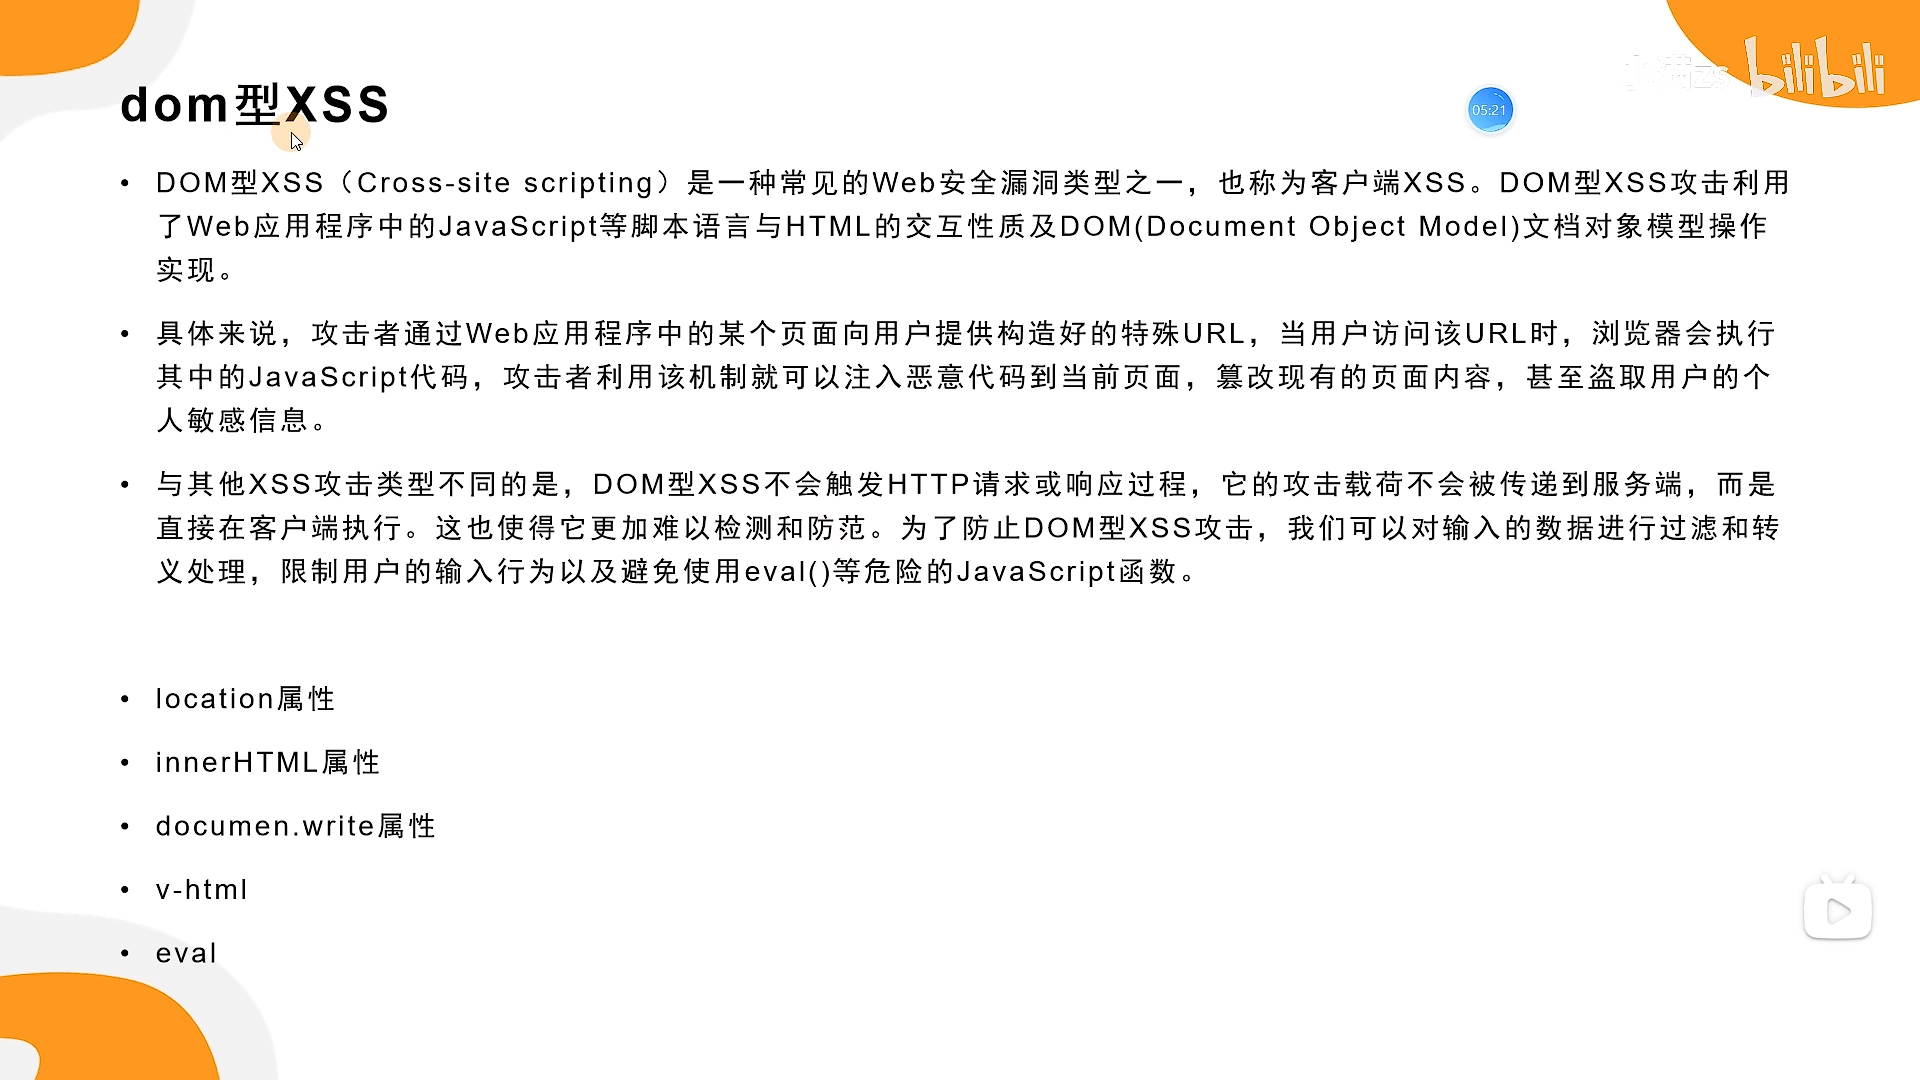 bilibili
dom型XSS
05:21
• DOM型XSS（Cross-site scripting）是一种常见的Web安全漏洞类型之一，也称为客户端XSS。DOM型XSS攻击利用
了Web应用程序中的JavaScript等脚本语言与HTML的交互性质及DOM(Document Object Model)文档对象模型操作
实现。
• 具体来说，攻击者通过Web应用程序中的某个页面向用户提供构造好的特殊URL，当用户访问该URL时，浏览器会执行
其中的JavaScript代码，攻击者利用该机制就可以注入恶意代码到当前页面，篡改现有的页面内容，甚至盗取用户的个
人敏感信息。
• 与其他XSS攻击类型不同的是，DOM型XSS不会触发HTTP请求或响应过程，它的攻击载荷不会被传递到服务端，而是
直接在客户端执行。这也使得它更加难以检测和防范。为了防止DOM型XSS攻击，我们可以对输入的数据进行过滤和转
义处理，限制用户的输入行为以及避免使用eval()等危险的JavaScript函数。
• location属性
• innerHTML属性
• documen.write属性
• v-html
• eval